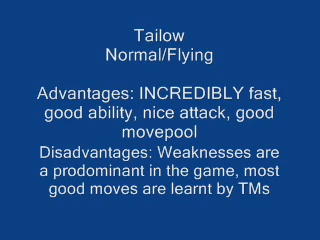 Tailow
Normal/Flying
Advantages: INCREDIBLY fast,
good ability, nice attack, good
movepool
Disadvantages: Weaknesses are
a prodominant in the game, most
good moves are learnt by TMs